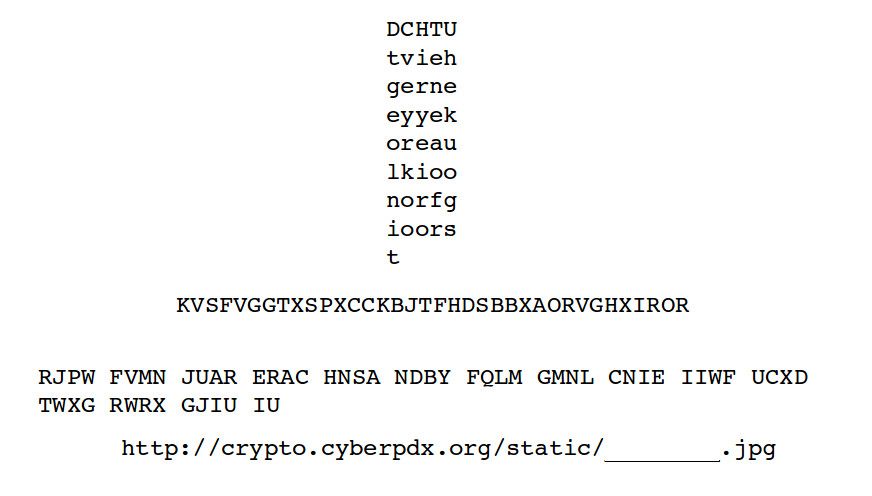 DCHTU
tvieh
gerne
eyyek
oreau
lkioo
norfg
ioors
t
KVSFVGGTXSPXCCKBJTFHDSBBXAORVGHXIROR
RJPW FVMN JUAR ERAC HNSA NDBY FQLM GMNL CNIE IIWF UCXD
TWXG RWRX GJIU IU
http://crypto.cyberpdx.org/static/________.jpg